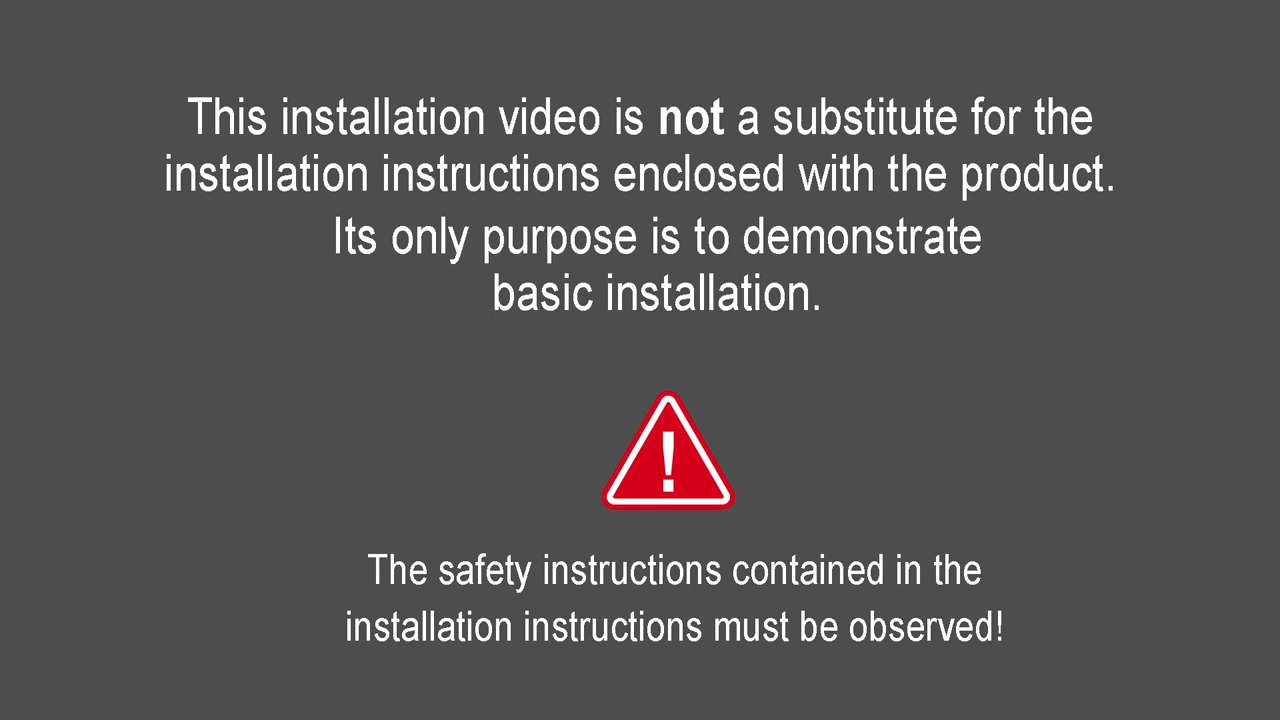 This installation video is not a substitute for the
installation instructions enclosed with the product.
Its only purpose is to demonstrate
basic installation.
!
The safety instructions contained in the
installation instructions must be observed!